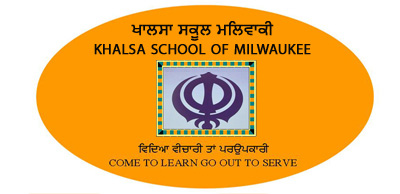 ਖਾਲਸਾ ਸਕੂਲ ਮਲਿਵਾਕੀ
KHALSA SCHOOL OF MILWAUKEE
ਵਿਦਿਆ ਵੀਚਾਰੀ ਤਾਂ ਪਰਉਪਕਾਰੀ
COME TO LEARN GO OUT TO SERVE